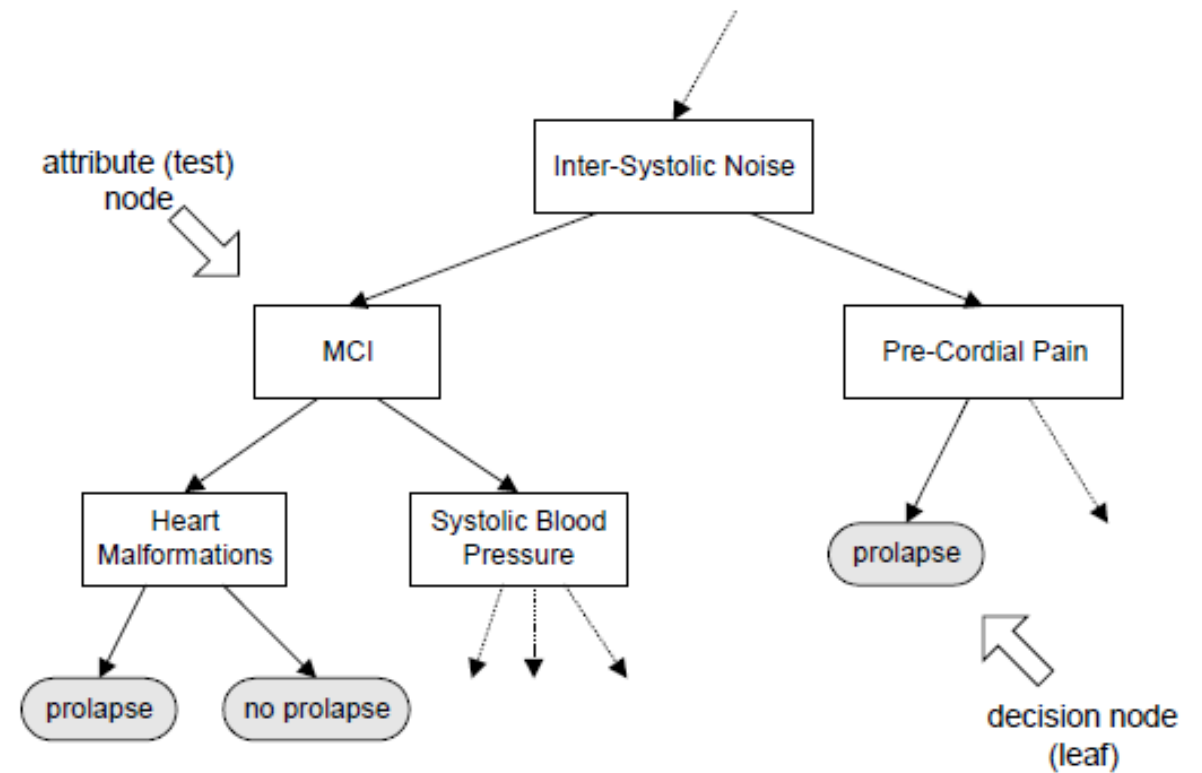 Inter-Systolic Noise
attribute (test)
node
MCI
Pre-Cordial Pain
Heart
Malformations
Systolic Blood
Pressure
prolapse
prolapse
no prolapse
decision node
(leaf)